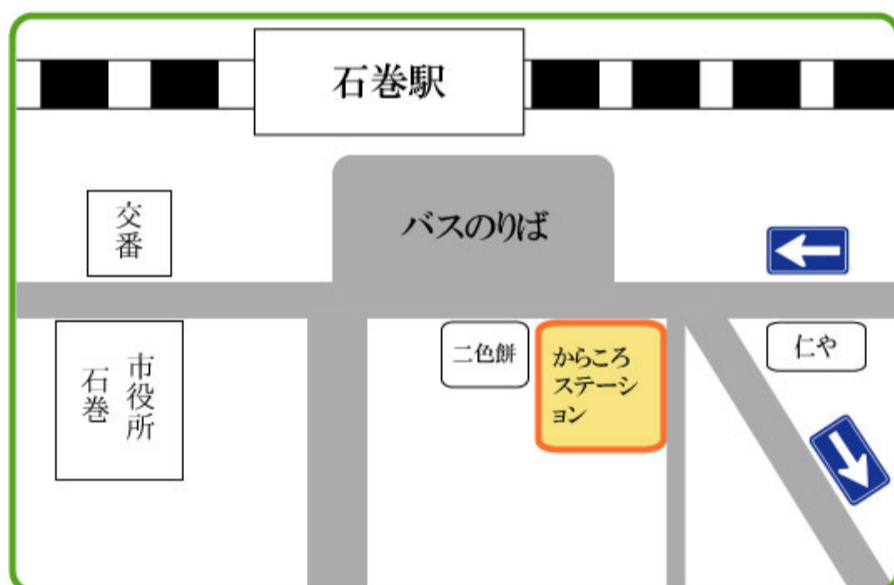 石巻駅
バスのりば
交番
石巻
市役所
二色餅
からころ
ステーシ
ョン
仁や